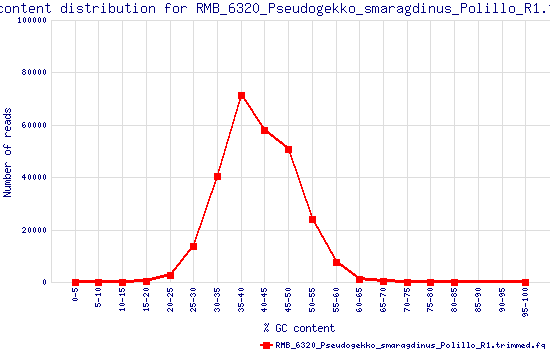 content distribution for RMB_6320_Pseudogekko_smaragdinus_Polillo_R1.
100000
80000
60000
40000
20000
0
Number of reads
0-5 5-10 10-15 15-20 20-25 25-30 30-35 35-40 40-45 45-50 50-55 55-60 60-65 65-70 70-75 75-80 80-85 85-90 90-95 95-100
% GC content
RMB_6320_Pseudogekko_smaragdinus_Polillo_R1.trimmed.fq